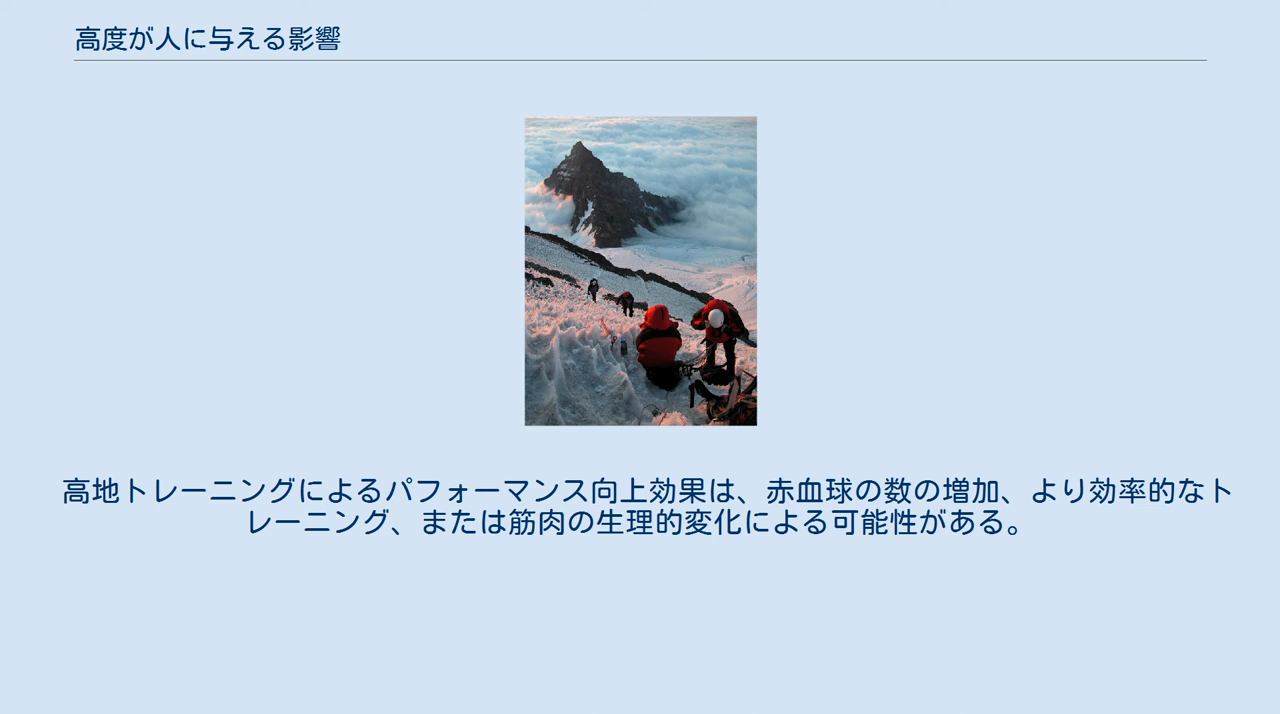 高度が人に与える影響
高地トレーニングによるパフォーマンス向上効果は、赤血球の数の増加、より効率的なト
レーニング、または筋肉の生理的変化による可能性がある。